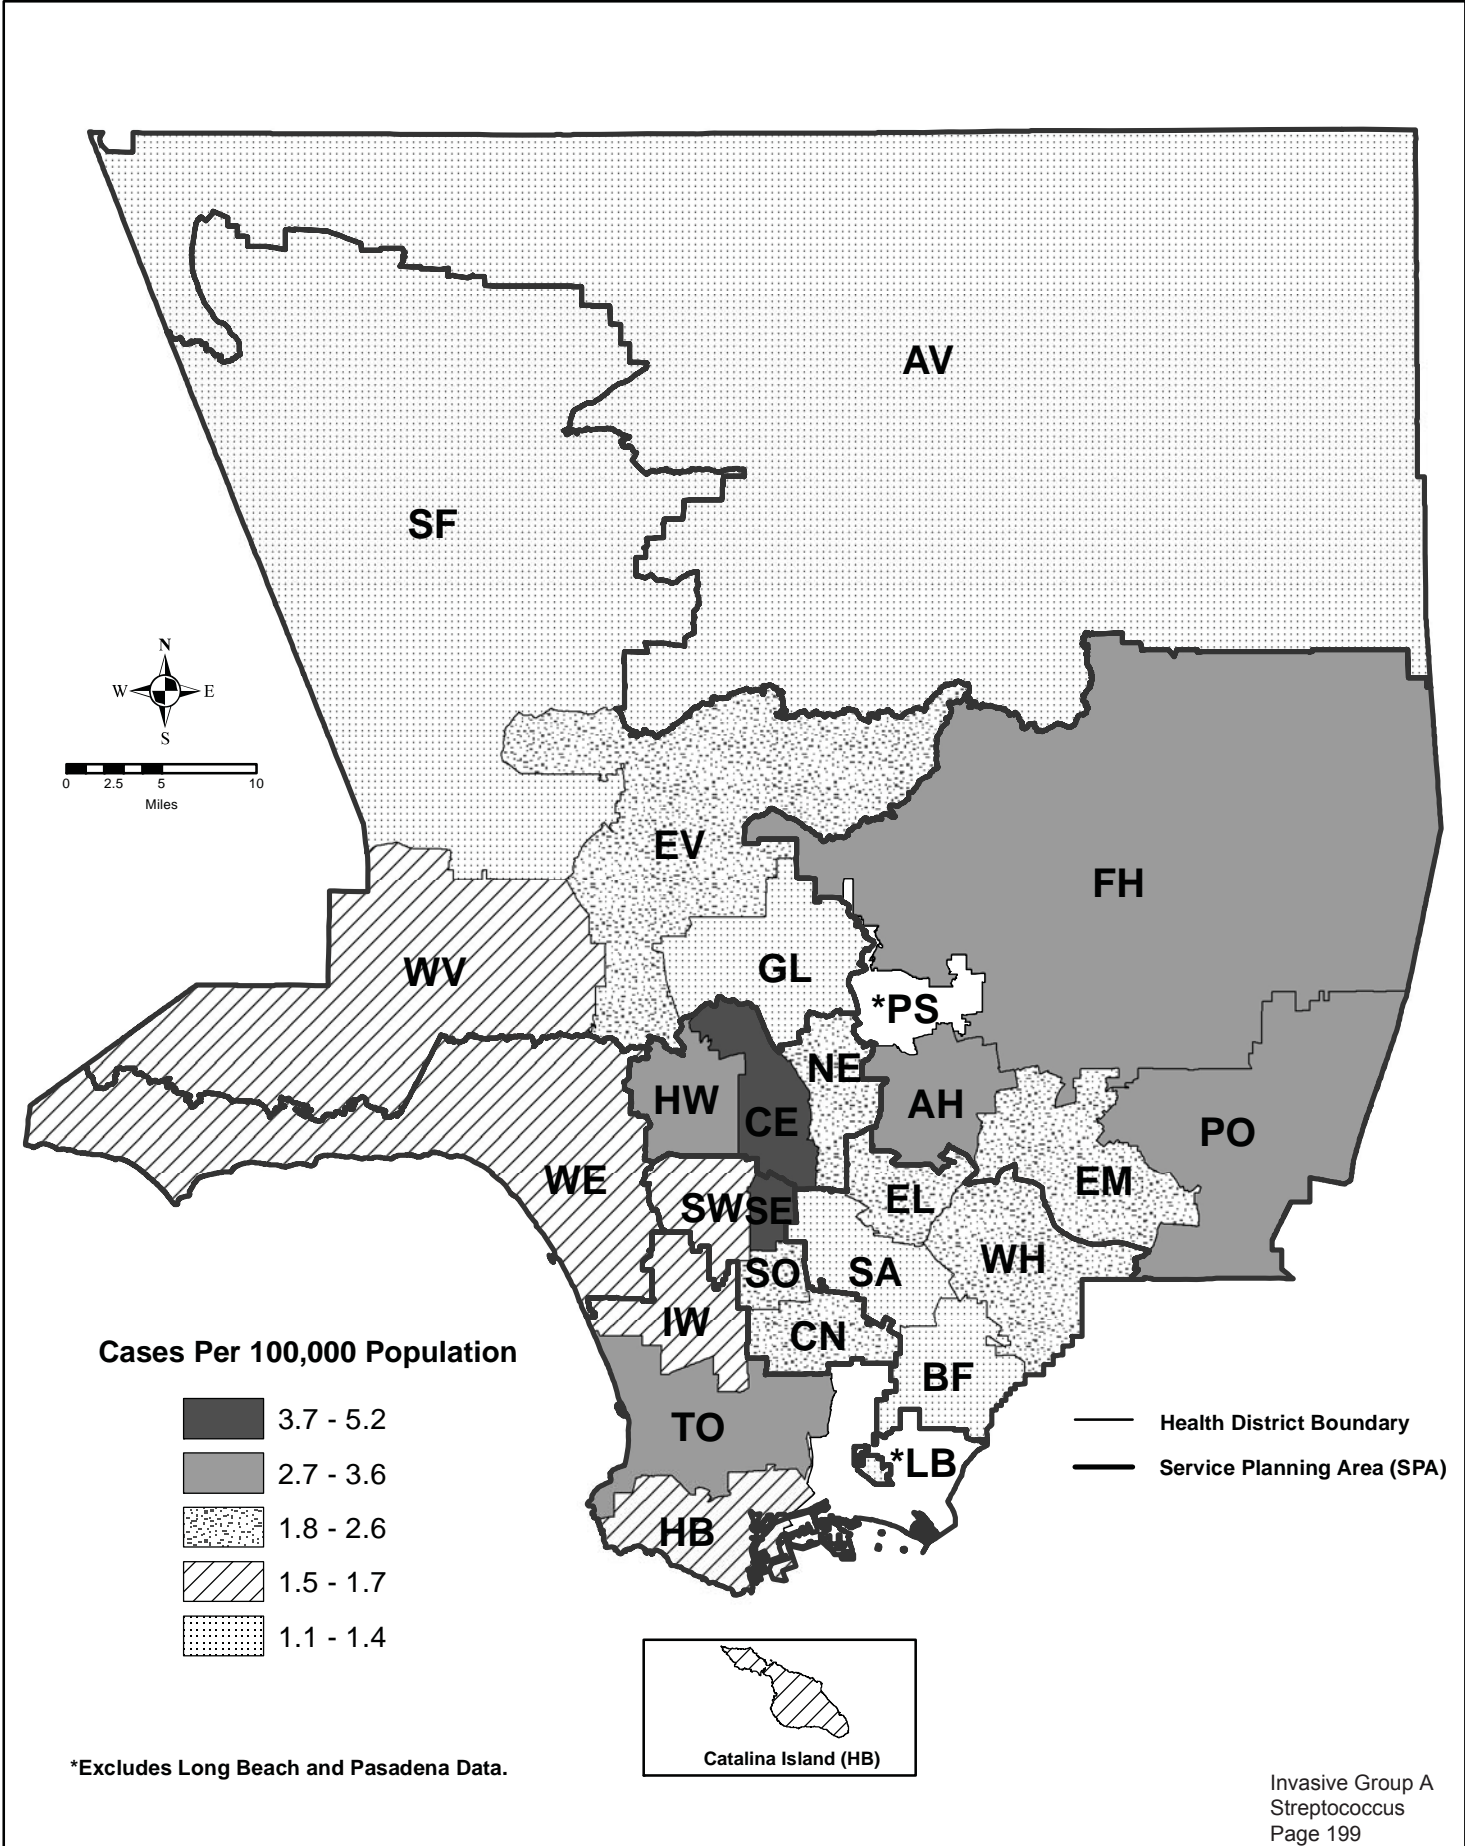 AV
SF
N
W E
S
0 2.5 5 10
Miles
EV
FH
WV
GL
*PS
NE
HW
AH
CE
PO
WE
EM
SW
SE
EL
WH
SO
SA
IW
CN
BF
TO
*LB
HB
Cases Per 100,000 Population
3.7 - 5.2
2.7 - 3.6
1.8 - 2.6
1.5 - 1.7
1.1 - 1.4
Health District Boundary
Service Planning Area (SPA)
Catalina Island (HB)
*Excludes Long Beach and Pasadena Data.
Invasive Group A
Streptococcus
Page 199